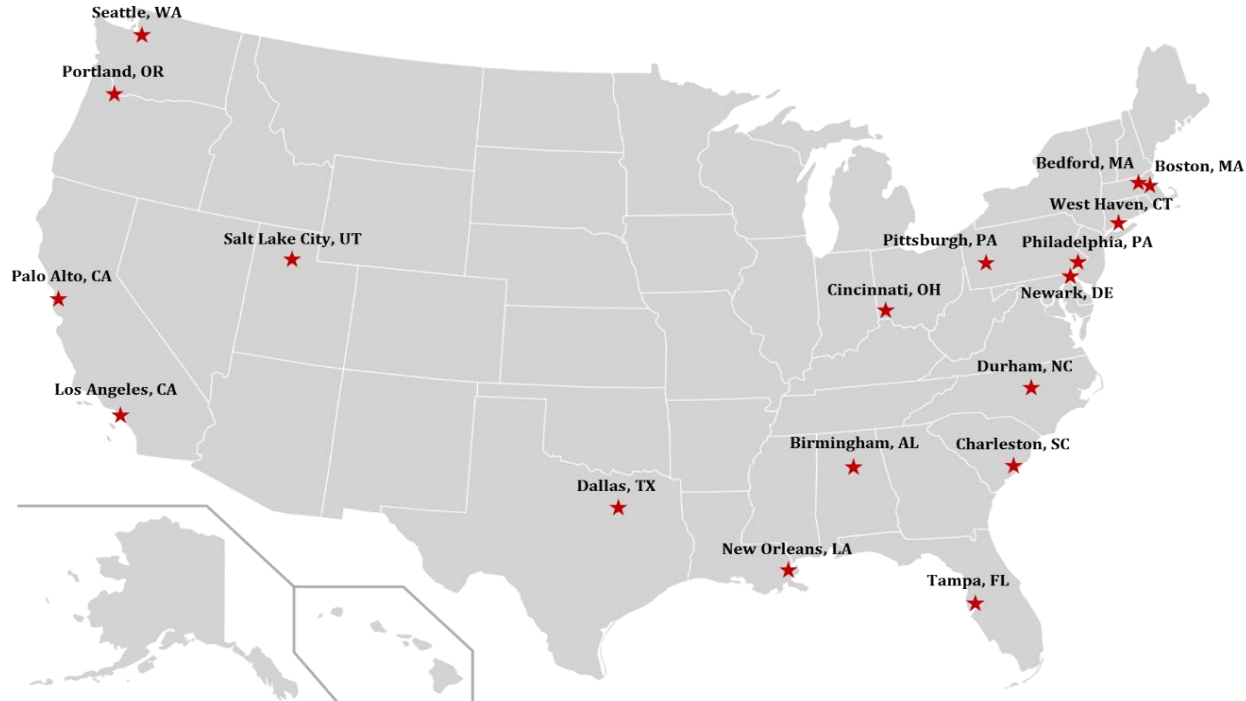 Seattle, WA
Portland, OR
Bedford, MA
Boston, MA
West Haven, CT
Salt Lake City, UT
Pittsburgh, PA
Philadelphia, PA
Palo Alto, CA
Cincinnati, OH
Newark, DE
Durham, NC
Los Angeles, CA
Birmingham, AL
Charleston, SC
Dallas, TX
New Orleans, LA
Tampa, FL